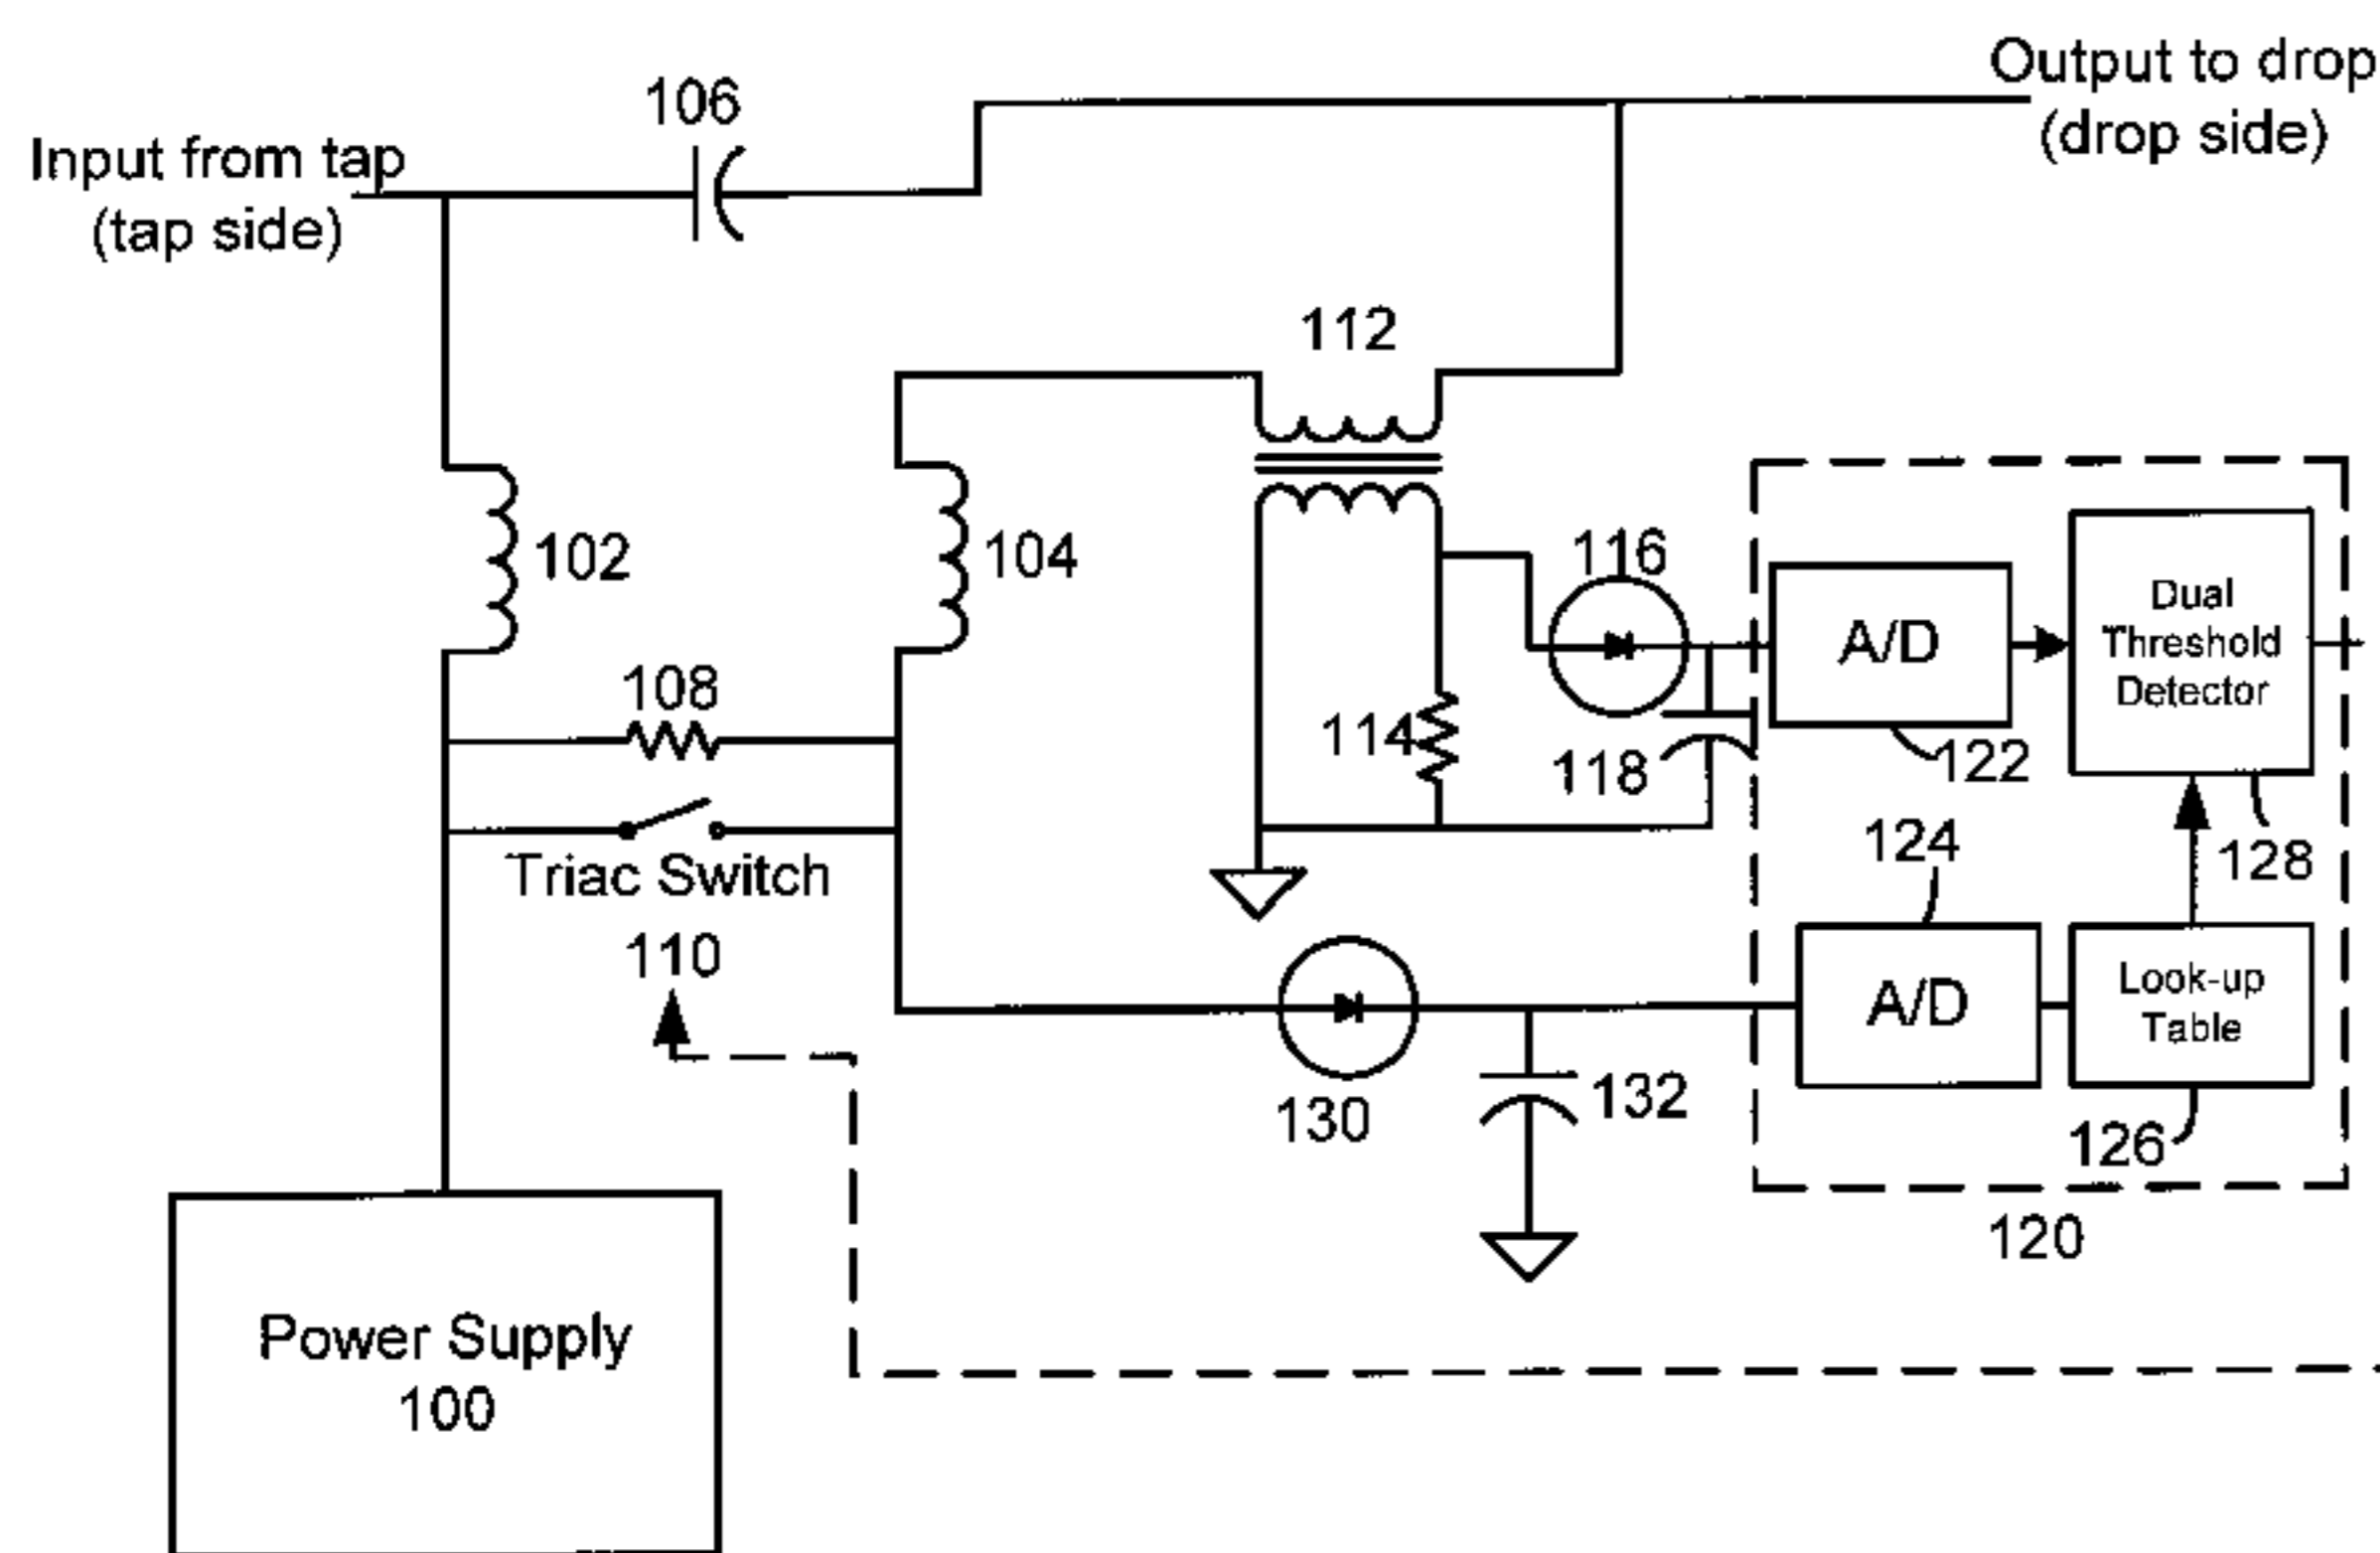 Output to drop
(drop side)
106
Input from tap
(tap side)
112
102
104
116
A/D
Dual
Threshold
Detector
108
114
118
122
Triac Switch
110
124
128
A/D
Look-up
Table
130
132
126
120
Power Supply
100